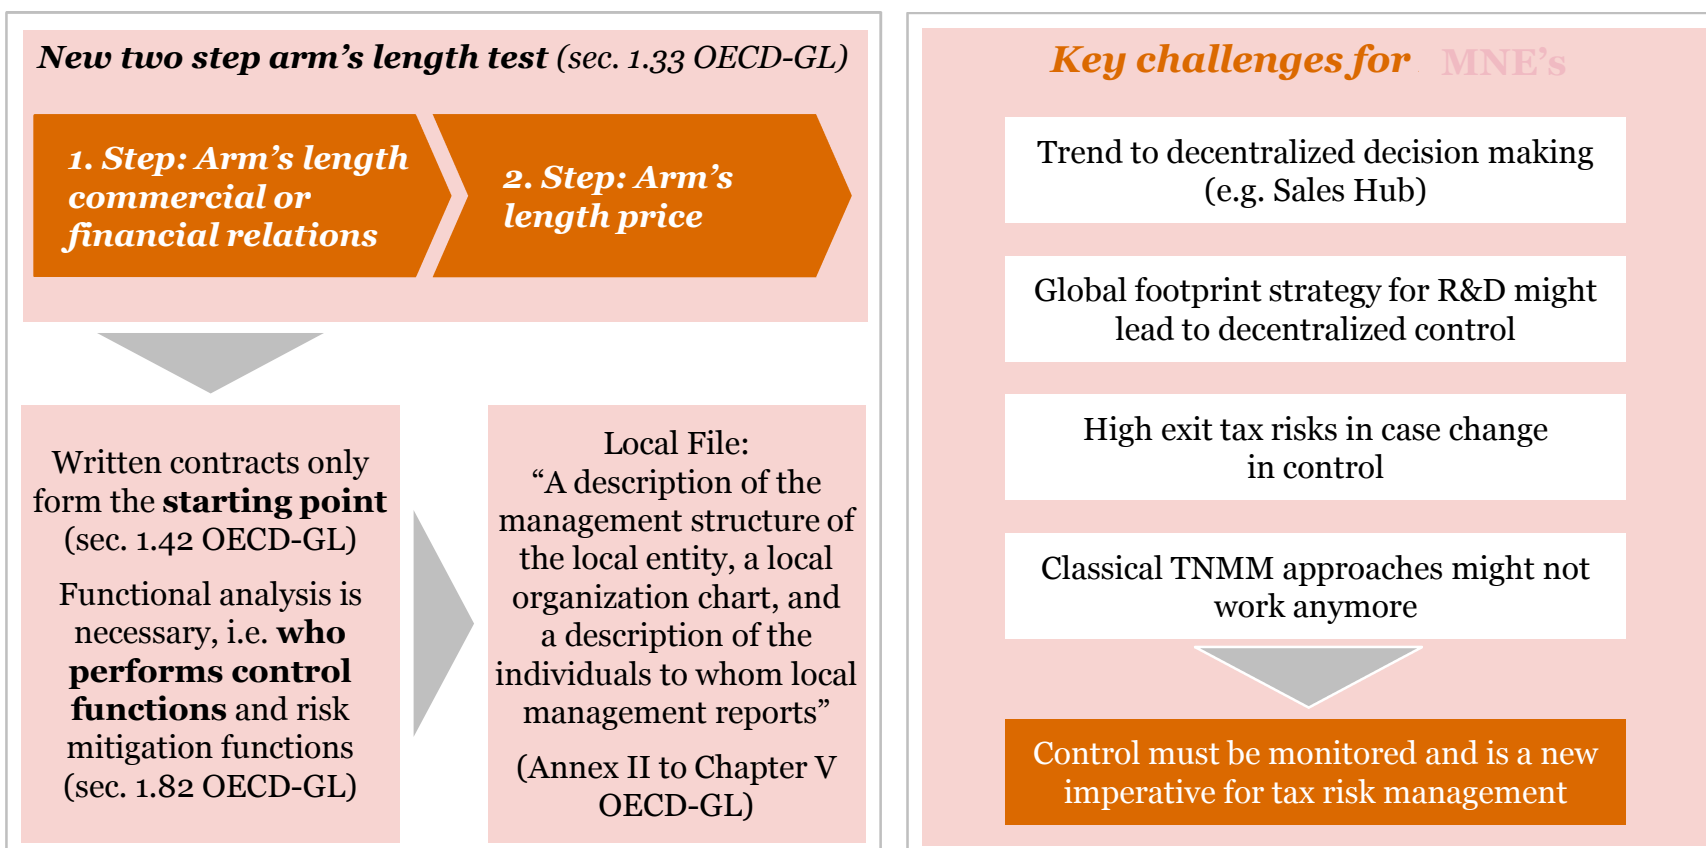 New two step arm's length test (sec. 1.33 OECD-GL)
1. Step: Arm's length
commercial or
financial relations
2. Step: Arm's
length price
Written contracts only
form the starting point
(sec. 1.42 OECD-GL)
Functional analysis is
necessary, i.e. who
performs control
functions and risk
mitigation functions
(sec. 1.82 OECD-GL)
Local File:
“A description of the
management structure of
the local entity, a local
organization chart, and
a description of the
individuals to whom local
management reports”
(Annex II to Chapter V
OECD-GL)
Key challenges for MNE's
Trend to decentralized decision making
(e.g. Sales Hub)
Global footprint strategy for R&D might
lead to decentralized control
High exit tax risks in case change
in control
Classical TNMM approaches might not
work anymore
Control must be monitored and is a new
imperative for tax risk management